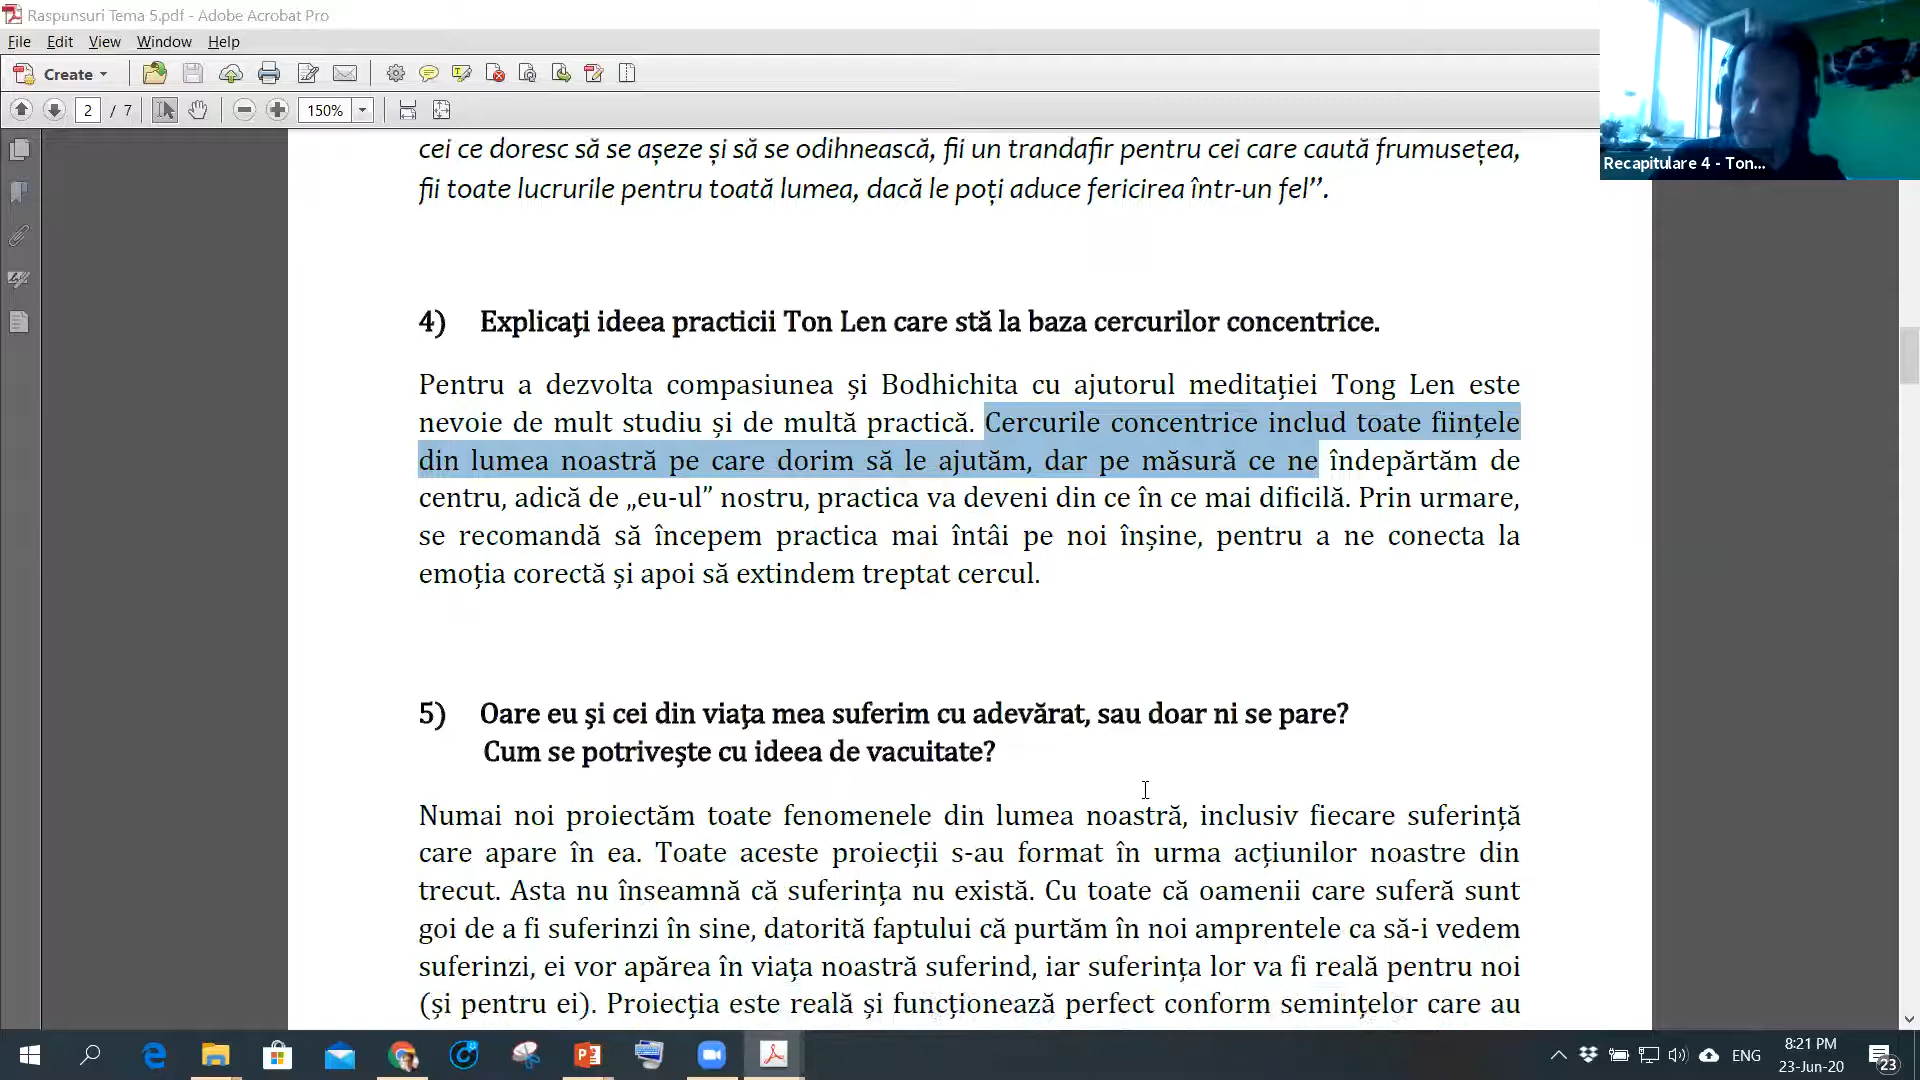 Raspunsuri Tema 5.pdf - Adobe Acrobat Pro
File Edit View Window Help
Create
2 / 7 150%
Recapitulare 4 - Ton...
cei ce doresc să se așeze și să se odihnească, fii un trandafir pentru cei care caută frumusețea,
fii toate lucrurile pentru toată lumea, dacă le poți aduce fericirea într-un fel”.
4) Explicaţi ideea practicii Ton Len care stă la baza cercurilor concentrice.
Pentru a dezvolta compasiunea și Bodhichita cu ajutorul meditației Tong Len este
nevoie de mult studiu și de multă practică. Cercurile concentrice includ toate ființele
din lumea noastră pe care dorim să le ajutăm, dar pe măsură ce ne îndepărtăm de
centru, adică de „eu-ul” nostru, practica va deveni din ce în ce mai dificilă. Prin urmare,
se recomandă să începem practica mai întâi pe noi înșine, pentru a ne conecta la
emoția corectă și apoi să extindem treptat cercul.
5) Oare eu şi cei din viaţa mea suferim cu adevărat, sau doar ni se pare?
Cum se potriveşte cu ideea de vacuitate?
Numai noi proiectăm toate fenomenele din lumea noastră, inclusiv fiecare suferință
care apare în ea. Toate aceste proiecții s-au format în urma acțiunilor noastre din
trecut. Asta nu înseamnă că suferința nu există. Cu toate că oamenii care suferă sunt
goi de a fi suferinzi în sine, datorită faptului că purtăm în noi amprentele ca să-i vedem
suferinzi, ei vor apărea în viața noastră suferind, iar suferința lor va fi reală pentru noi
(și pentru ei). Proiecția este reală și funcționează perfect conform semințelor care au
ENG
8:21 PM
23-Jun-20
23